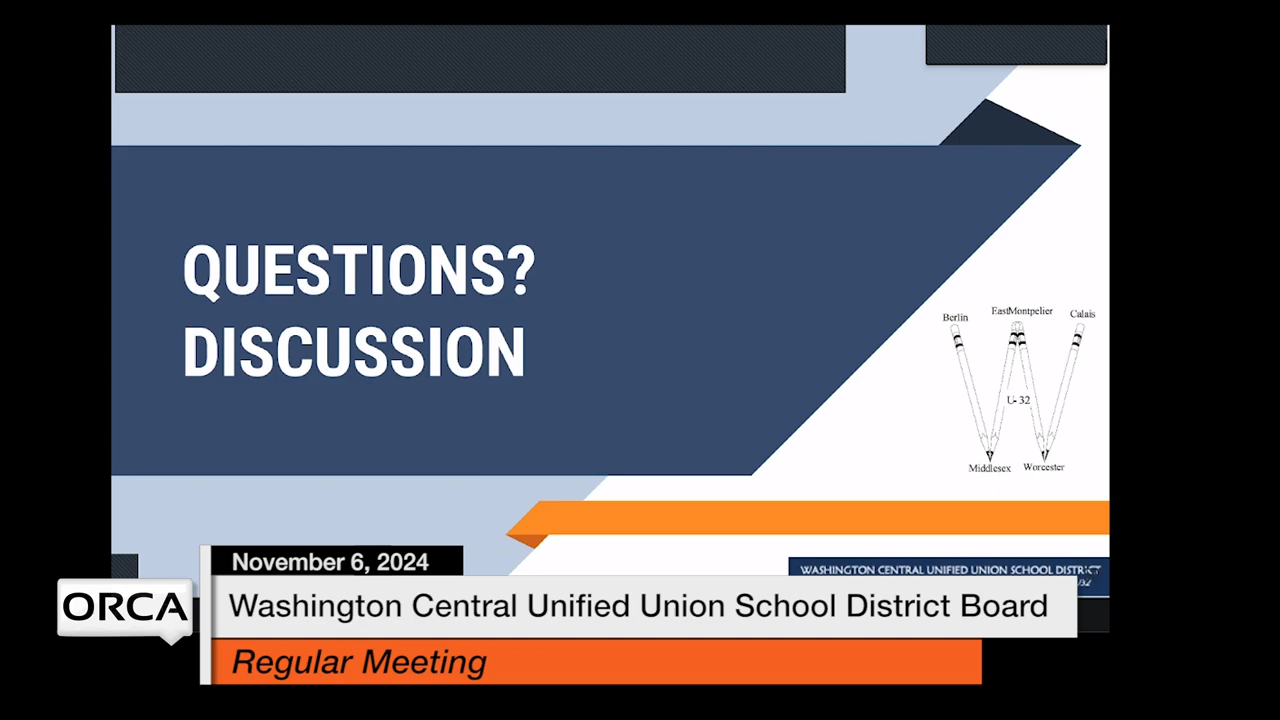 QUESTIONS?
DISCUSSION
Berlin
EastMontpelier
Calais
U-32
Middlesex
Worcester
WASHINGTON CENTRAL UNIFIED UNION SCHOOL DISTRICT
November 6, 2024
ORCA
Washington Central Unified Union School District Board
Regular Meeting